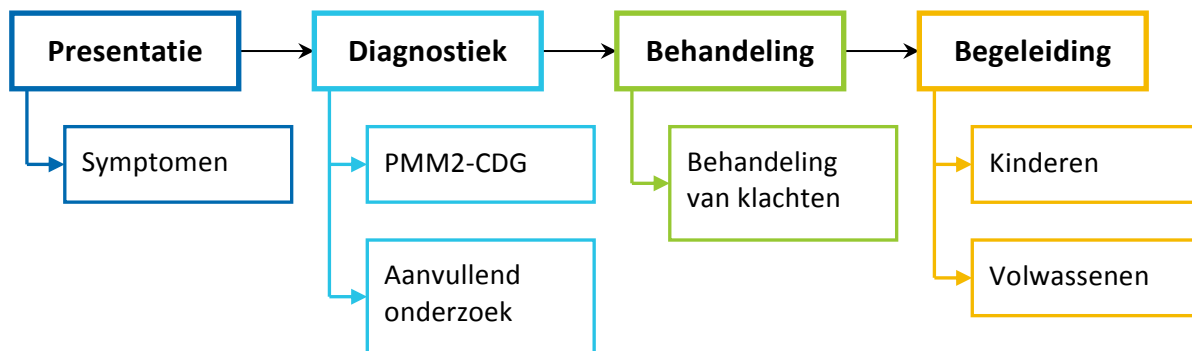 Presentatie
Diagnostiek
Behandeling
Begeleiding
Symptomen
PMM2-CDG
Behandeling
van klachten
Kinderen
Aanvullend
onderzoek
Volwassenen